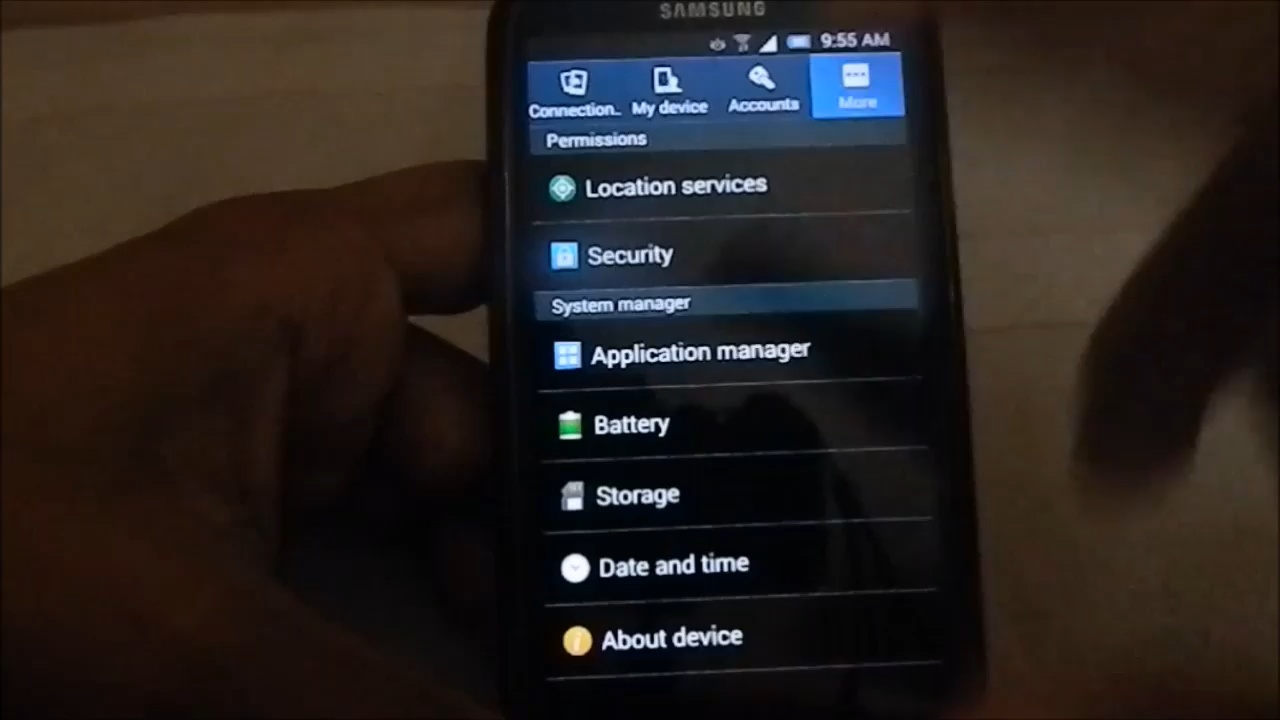 SAMSUNG
9:55 AM
Connection.. My device Accounts More
Permissions
Location services
Security
System manager
Application manager
Battery
Storage
Date and time
About device